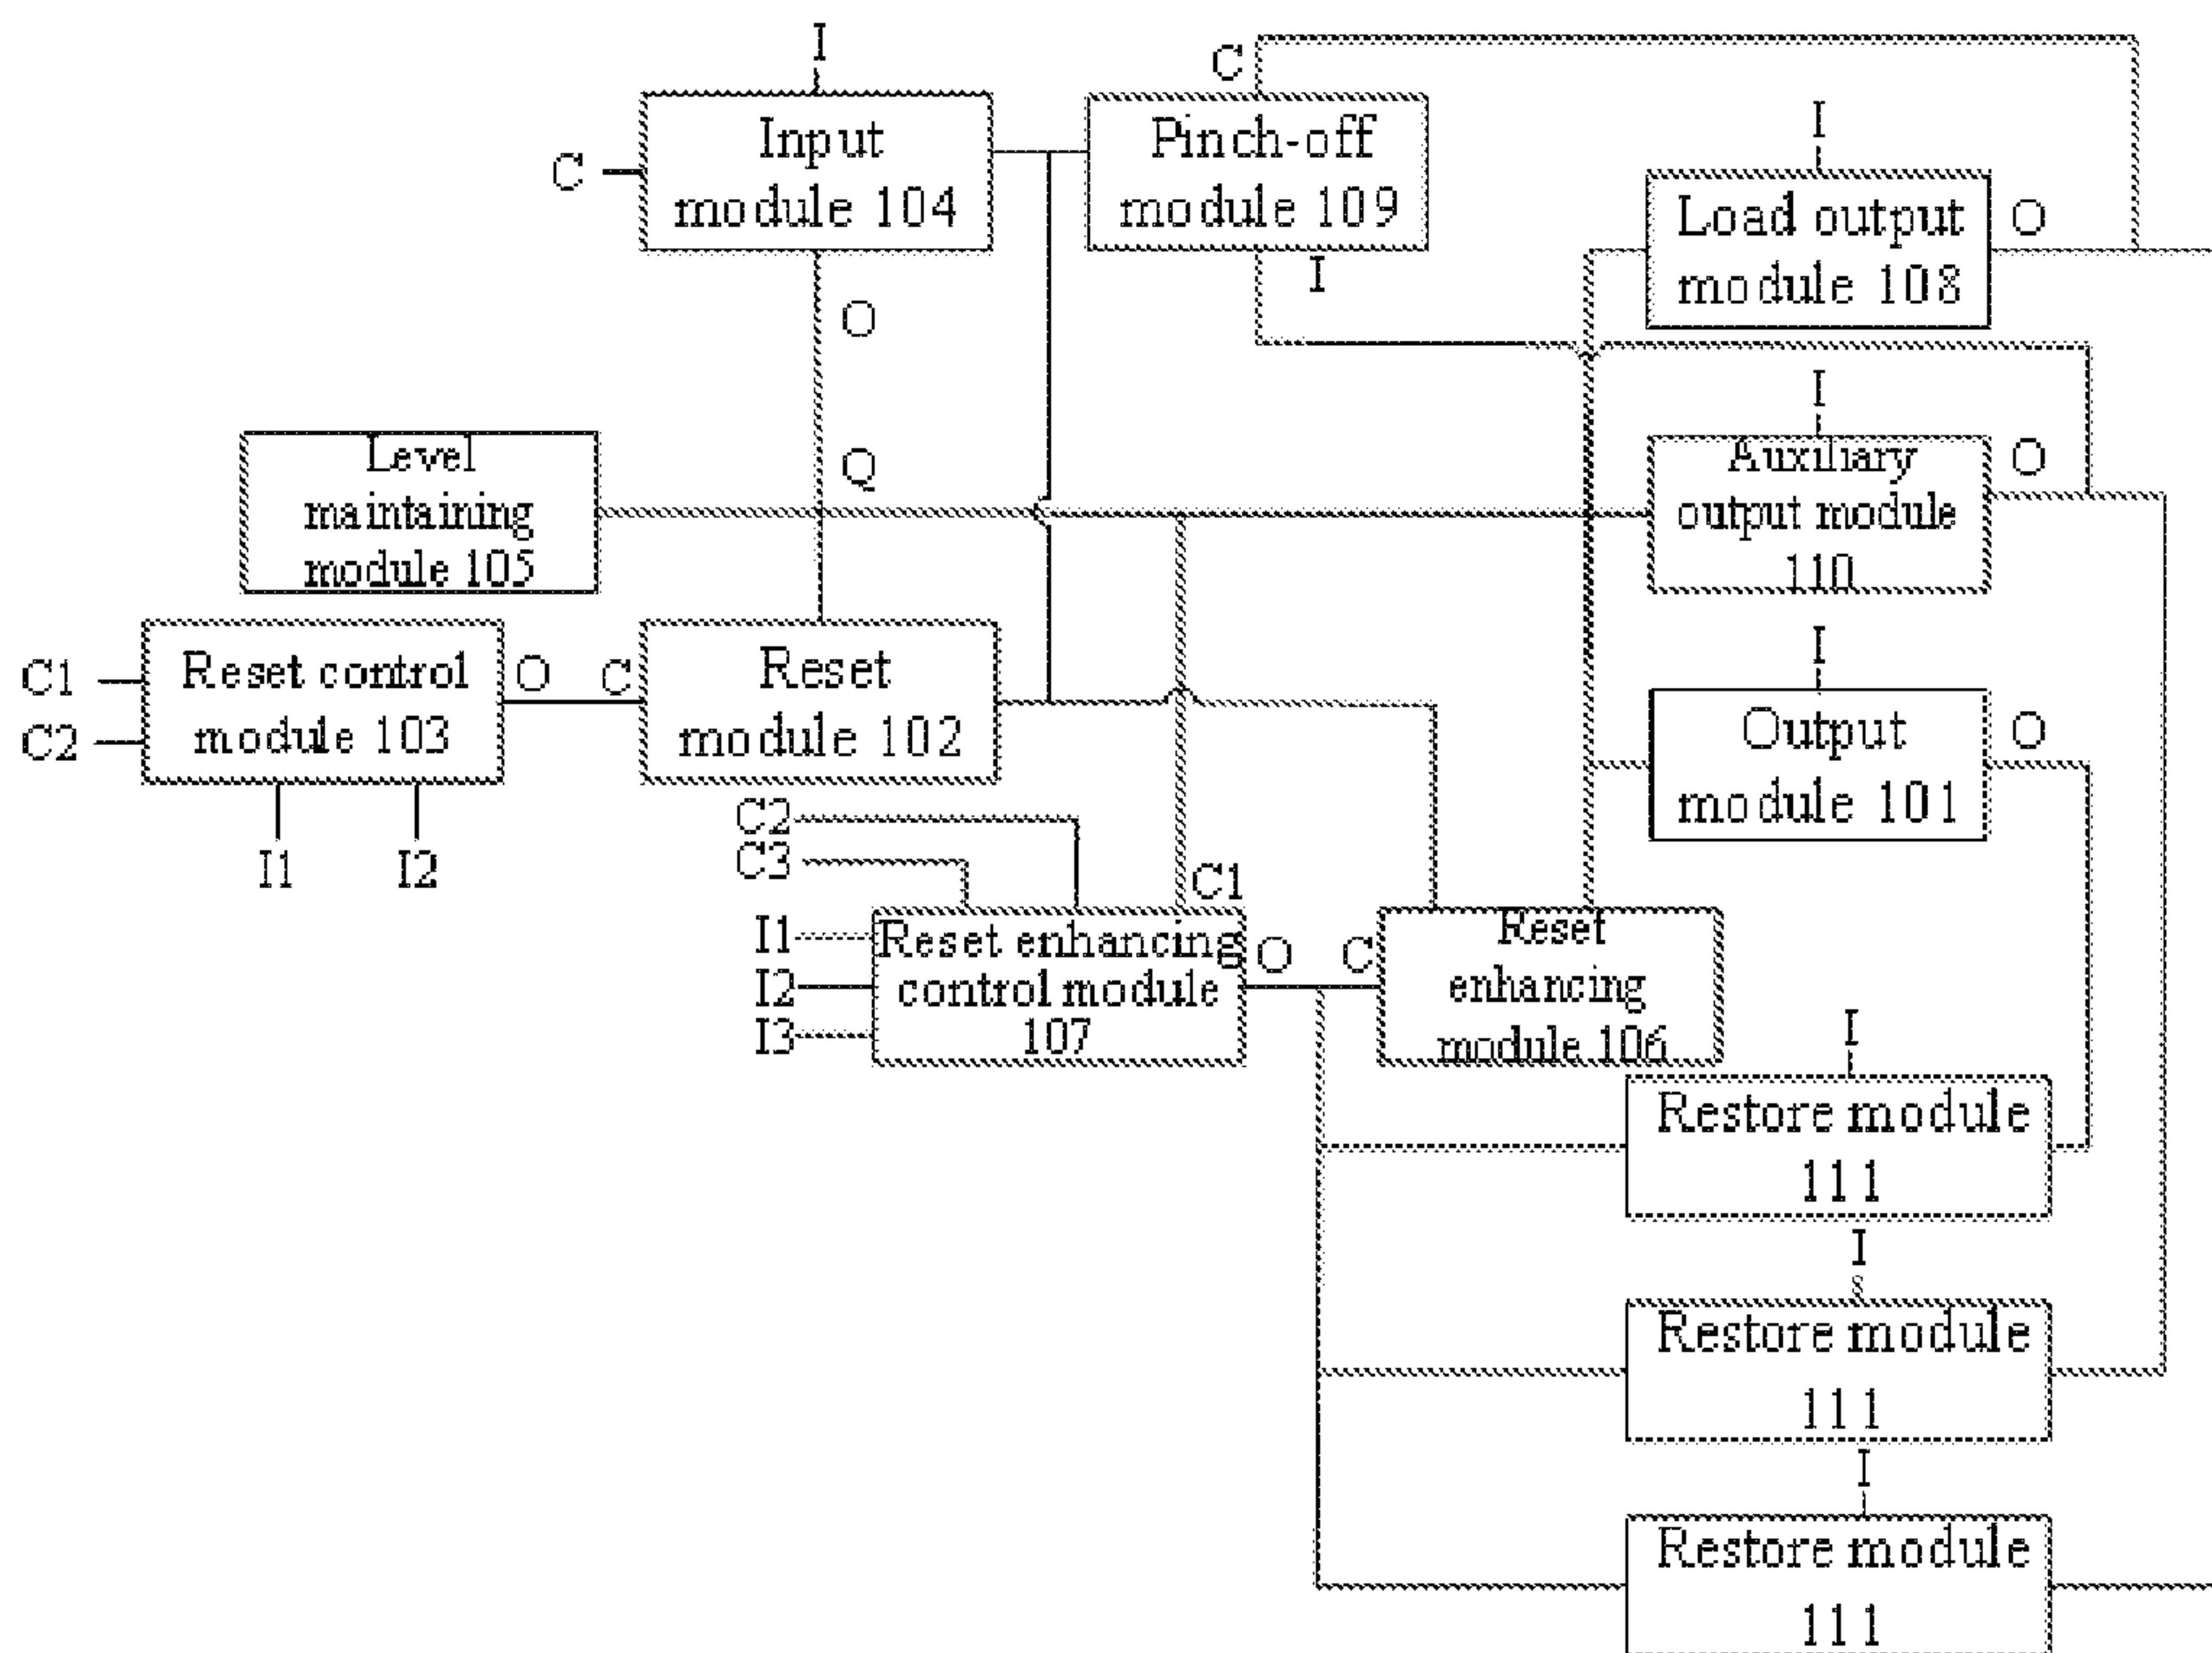 I
C
C
Input
module 104
Pinch-off
module 109
I
Load output
module 108
O
I
O
Q
I
Level
maintaining
module 105
Auxiliary
output module
110
O
I
C1
C2
Reset control
module 103
O
C
Reset
module 102
Output
module 101
O
I1
I2
C2
C3
C1
I1
I2
I3
Reset enhancing
control module
107
O
C
Reset
enhancing
module 106
I
Restore module
111
I
Restore module
111
I
Restore module
111